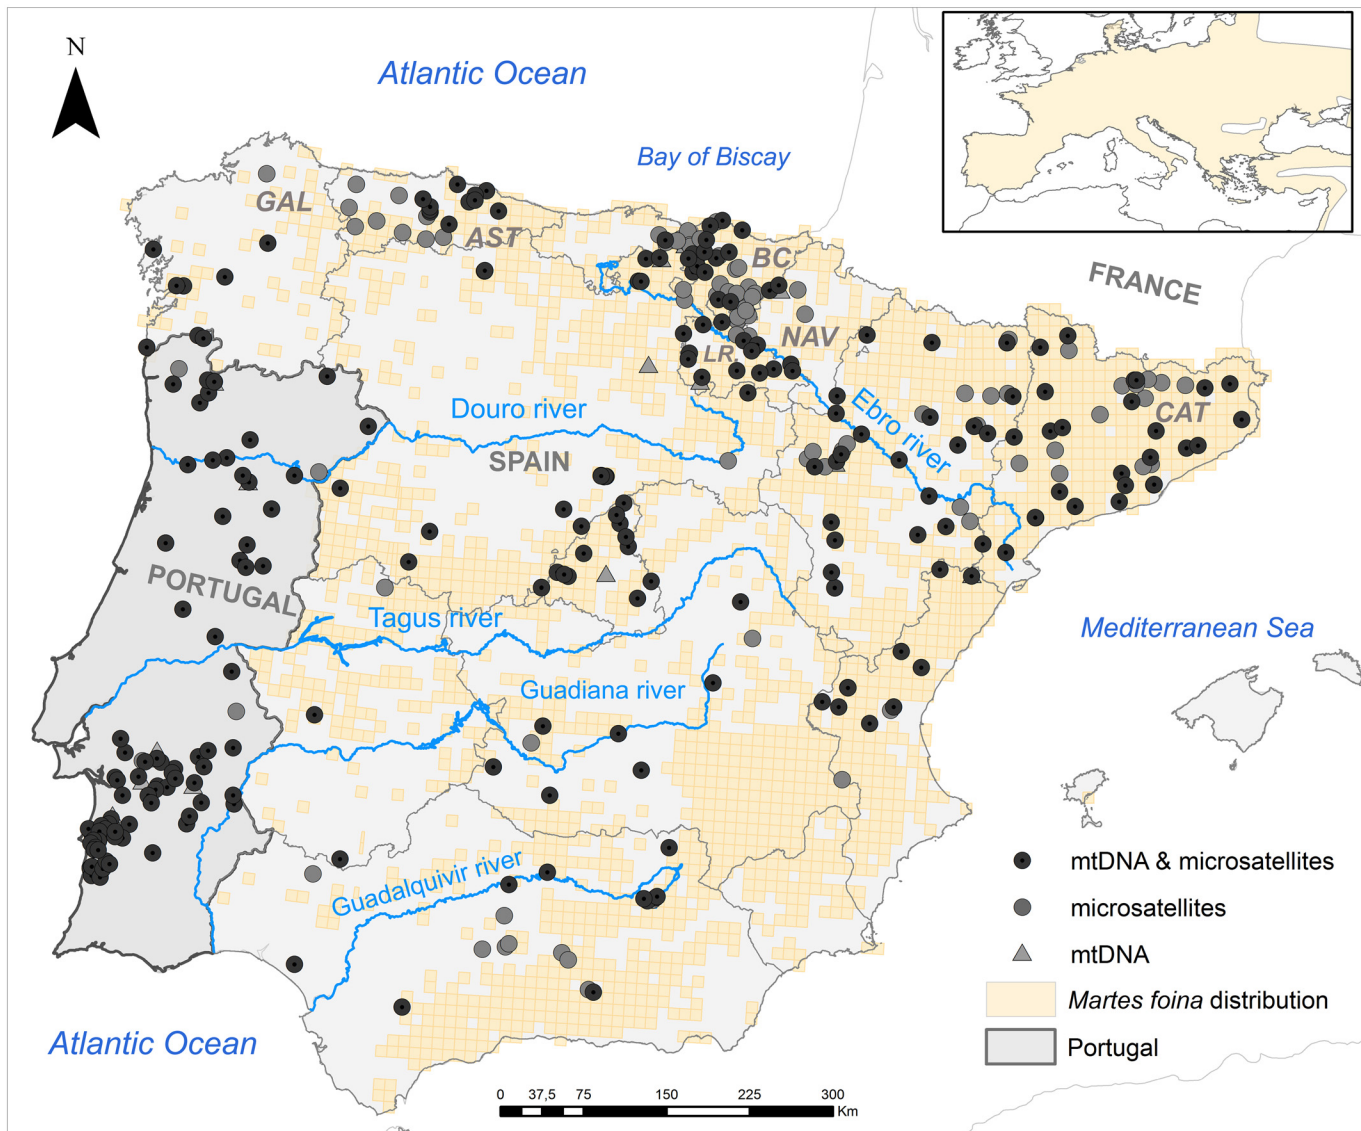 N
Atlantic Ocean
Bay of Biscay
GAL
AST
BC
FRANCE
NAV
LR.
CAT
Douro river
Ebro river
SPAIN
PORTUGAL
Tagus river
Mediterranean Sea
Guadiana river
Guadalquivir river
Atlantic Ocean
mtDNA & microsatellites
microsatellites
mtDNA
Martes foina distribution
Portugal
0 37,5 75 150 225 300
Km